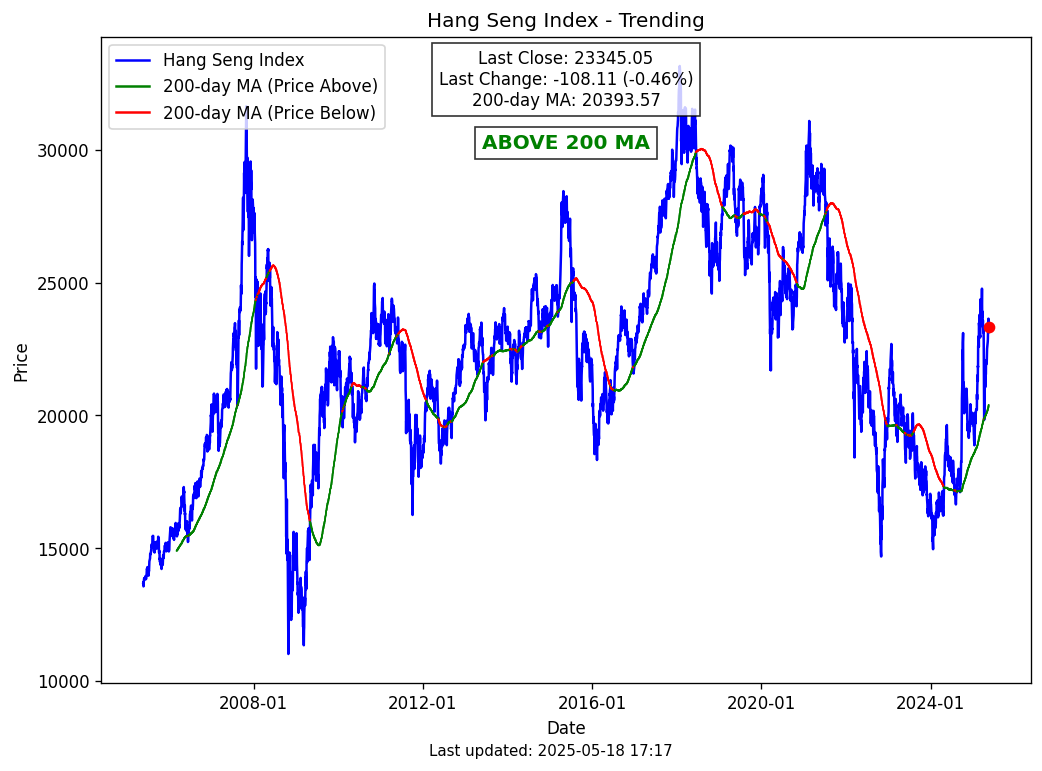 Hang Seng Index - Trending
Hang Seng Index
200-day MA (Price Above)
200-day MA (Price Below)
Last Close: 23345.05
Last Change: -108.11 (-0.46%)
200-day MA: 20393.57
ABOVE 200 MA
Price
30000
25000
20000
15000
10000
2008-01
2012-01
2016-01
2020-01
2024-01
Date
Last updated: 2025-05-18 17:17